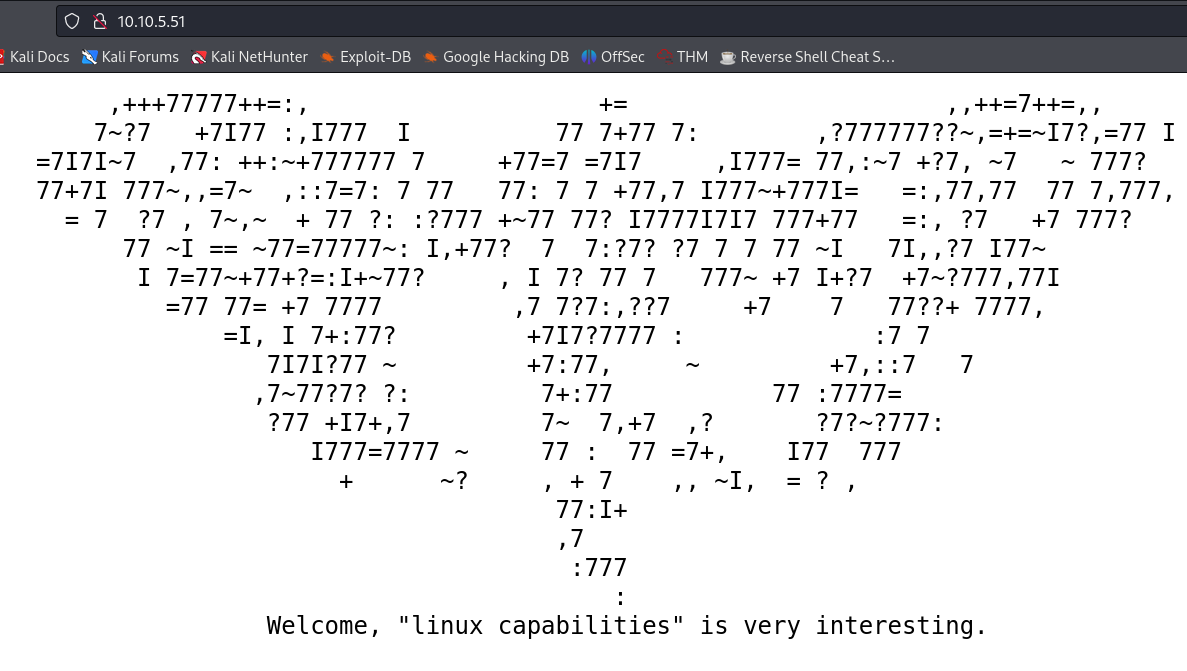 10.10.5.51
Kali Docs Kali Forums Kali NetHunter Exploit-DB Google Hacking DB OffSec THM Reverse Shell Cheat S…
     ,+++77777++=:,                    +=                      ,,++=7++=,,
    7~?7   +7I77 :,I777  I          77 7+77 7:        ,?777777??~,=+=~I7?,=77 I
=7I7I~7  ,77: ++:~+777777 7     +77=7 =7I7     ,I777= 77,:~7 +?7, ~7   ~ 777?
77+7I 777~,,=7~  ,::7=7: 7 77   77: 7 7 +77,7 I777~+777I=   =:,77,77  77 7,777,
  = 7  ?7 , 7~,~  + 77 ?: :?777 +~77 77? I7777I7I7 777+77   =:, ?7   +7 777?
      77 ~I == ~77=77777~: I,+77?  7  7:?7? ?7 7 7 77 ~I   7I,,?7 I77~
       I 7=77~+77+?=:I+~77?     , I 7? 77 7   777~ +7 I+?7  +7~?777,77I
         =77 77= +7 7777         ,7 7?7:,??7     +7    7   77??+ 7777,
             =I, I 7+:77?         +7I7?7777 :             :7 7
                7I7I?77 ~         +7:77,     ~         +7,::7   7
               ,7~77?7? ?:         7+:77           77 :7777=
                ?77 +I7+,7         7~  7,+7  ,?       ?7?~?777:
                   I777=7777 ~     77 :  77 =7+,    I77  777
                     +      ~?     , + 7    ,, ~I,  = ? ,
                                    77:I+
                                    ,7
                                     :777
                                        :
                Welcome, "linux capabilities" is very interesting.